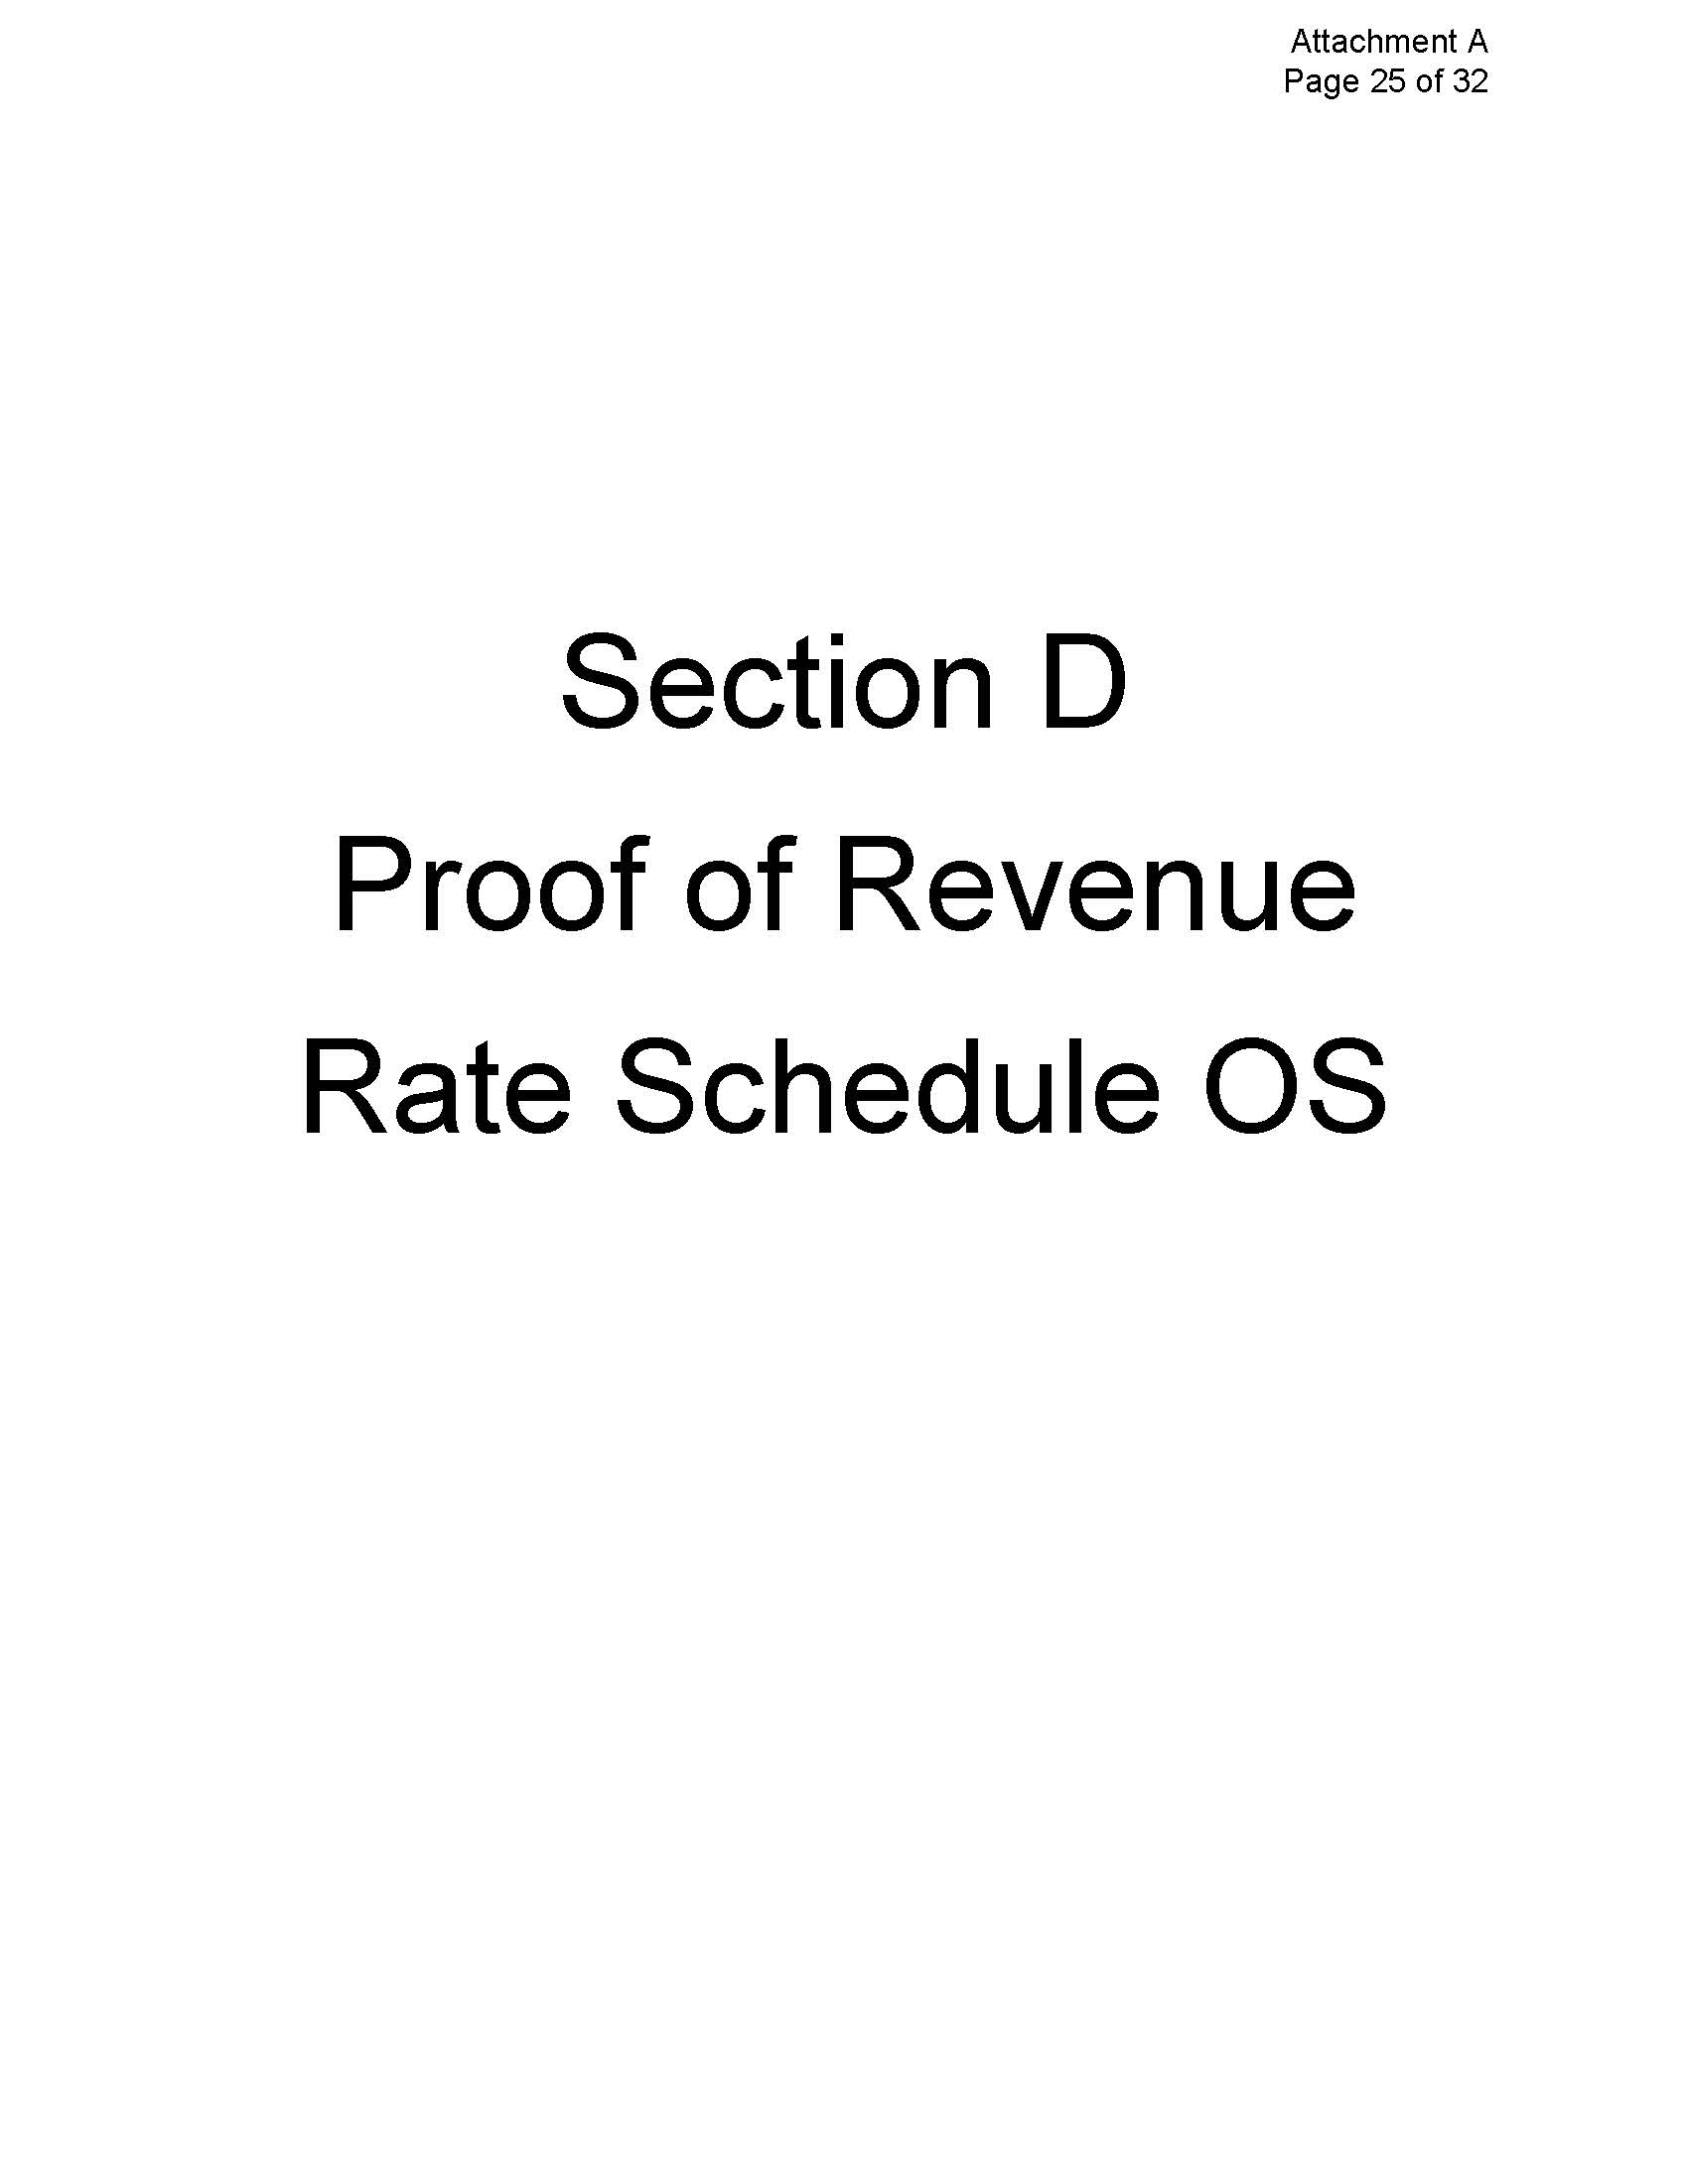 Attachment A
Page 25 of 32
Section D
Proof of Revenue
Rate Schedule OS